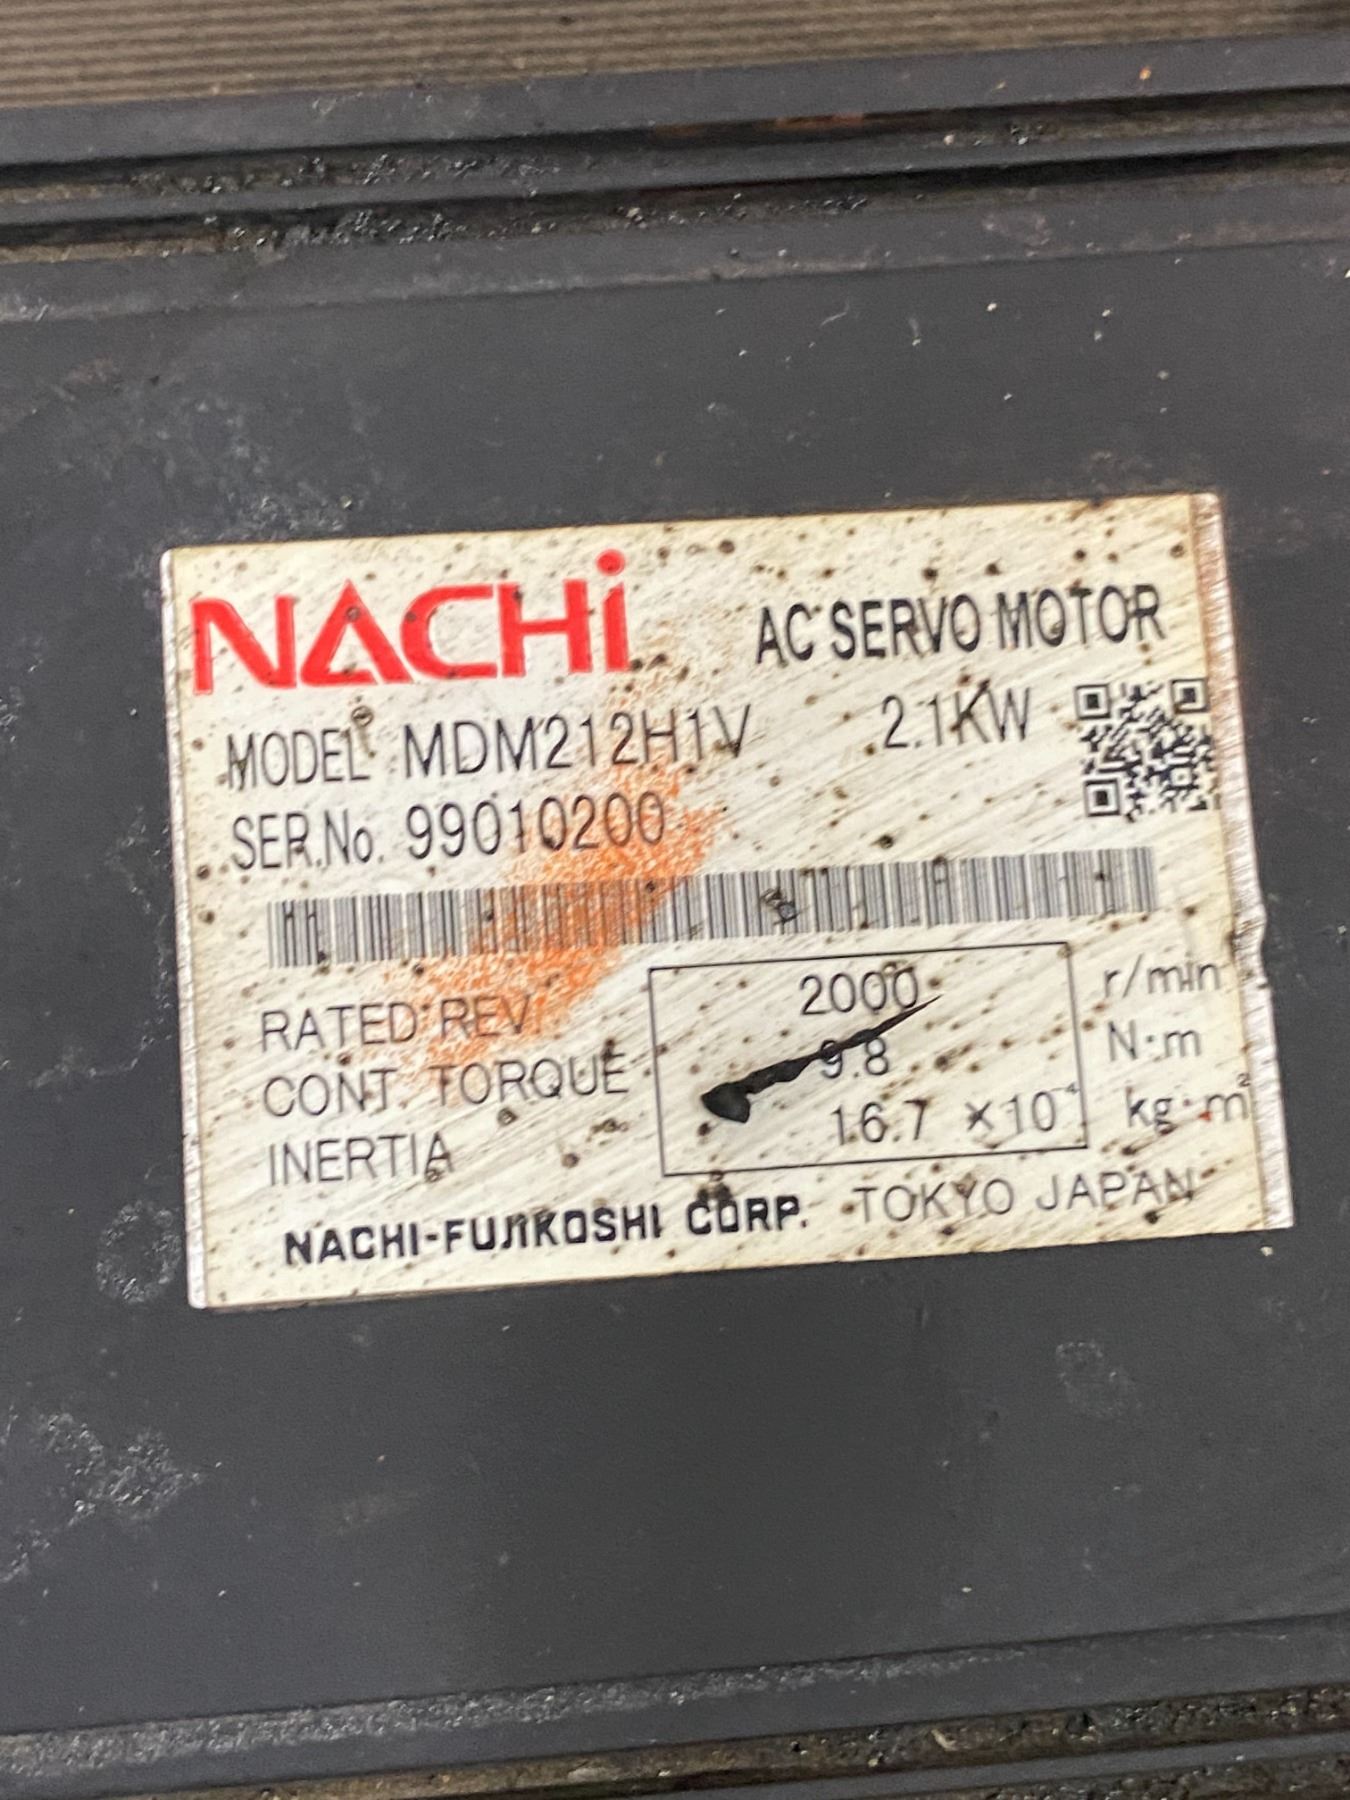 NACHi
AC SERVO MOTOR
MODEL MDM212H1V 2.1KW
SER.No. 99010200
RATED REV. 2000 r/min
CONT. TORQUE 9.8 N·m
INERTIA 16.7 ×10⁻⁴ kg·m²
NACHI-FUJIKOSHI CORP. TOKYO JAPAN